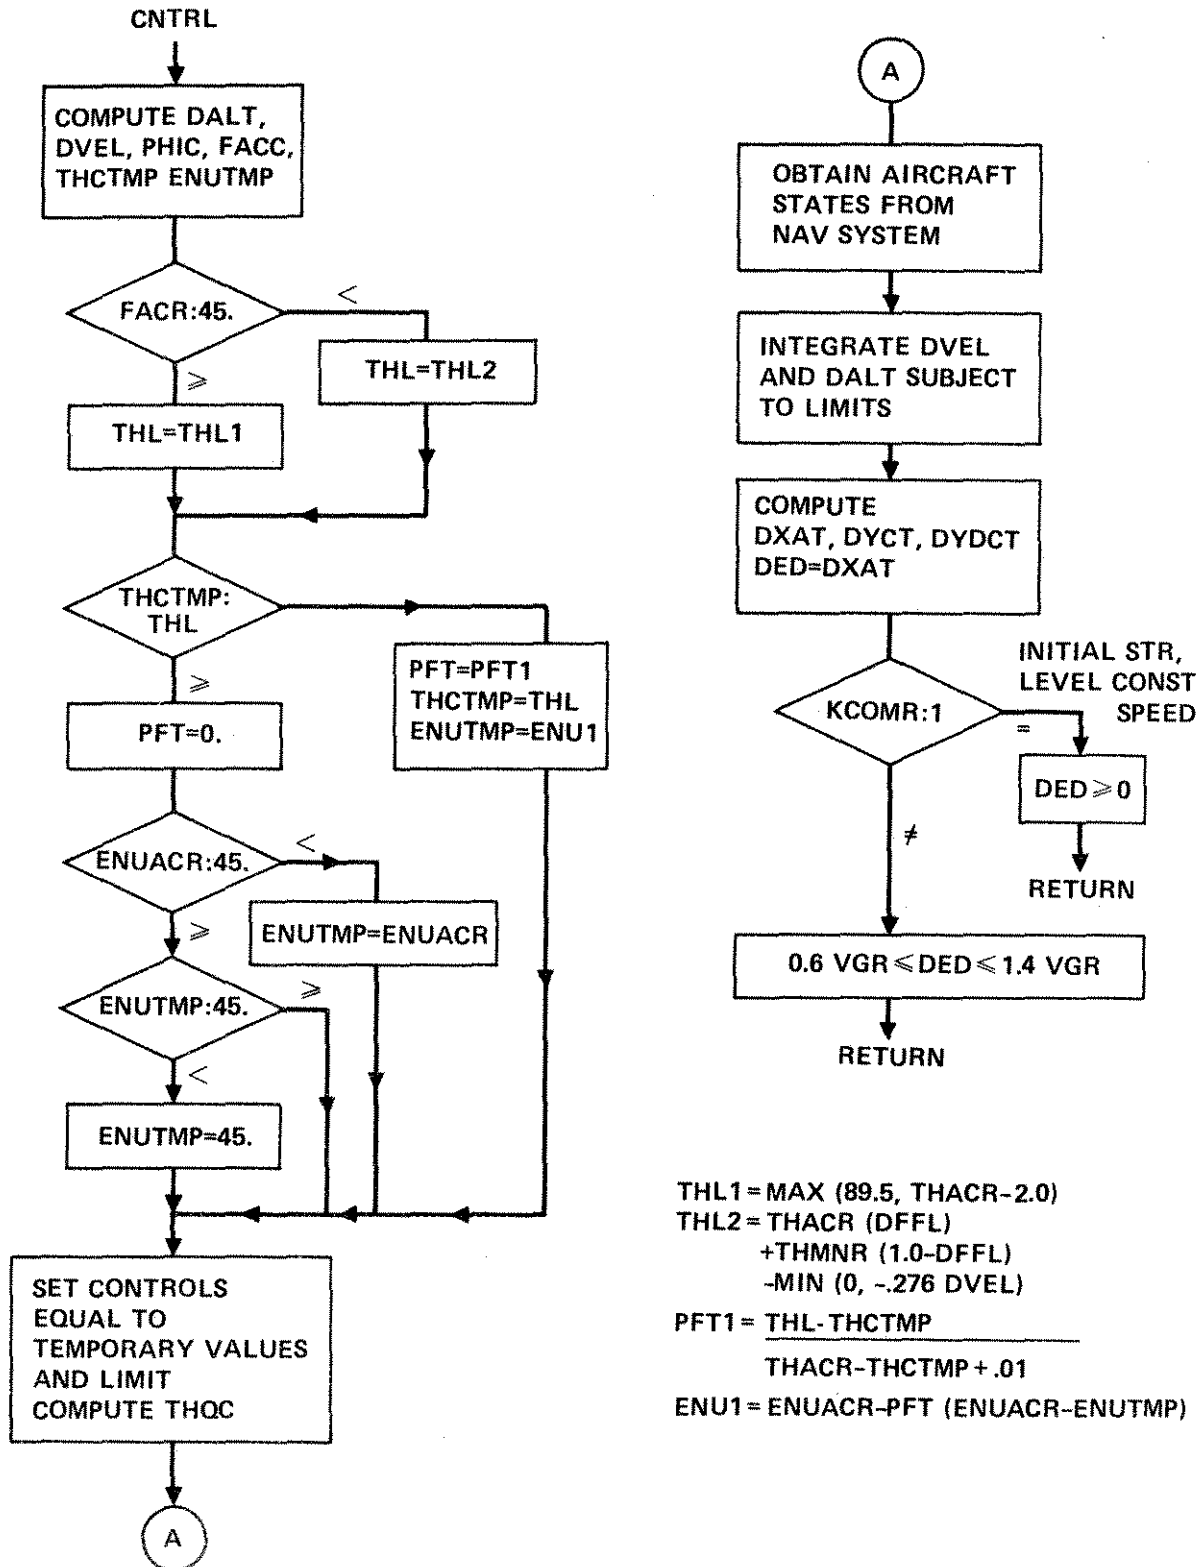 CNTRL
COMPUTE DALT,
DVEL, PHIC, FACC,
THCTMP ENUTMP
FACR:45.
<
THL=THL2
⩾
THL=THL1
THCTMP:
THL
PFT=PFT1
THCTMP=THL
ENUTMP=ENU1
⩾
PFT=0.
ENUACR:45.
<
ENUTMP=ENUACR
⩾
ENUTMP:45.
⩾
<
ENUTMP=45.
SET CONTROLS
EQUAL TO
TEMPORARY VALUES
AND LIMIT
COMPUTE THQC
A
A
OBTAIN AIRCRAFT
STATES FROM
NAV SYSTEM
INTEGRATE DVEL
AND DALT SUBJECT
TO LIMITS
COMPUTE
DXAT, DYCT, DYDCT
DED=DXAT
KCOMR:1
INITIAL STR,
LEVEL CONST
SPEED
=
DED ⩾ 0
RETURN
≠
0.6 VGR ⩽ DED ⩽ 1.4 VGR
RETURN
THL1 = MAX (89.5, THACR-2.0)
THL2 = THACR (DFFL)
+THMNR (1.0-DFFL)
-MIN (0, -.276 DVEL)
PFT1 = THL-THCTMP
THACR-THCTMP + .01
ENU1 = ENUACR-PFT (ENUACR-ENUTMP)